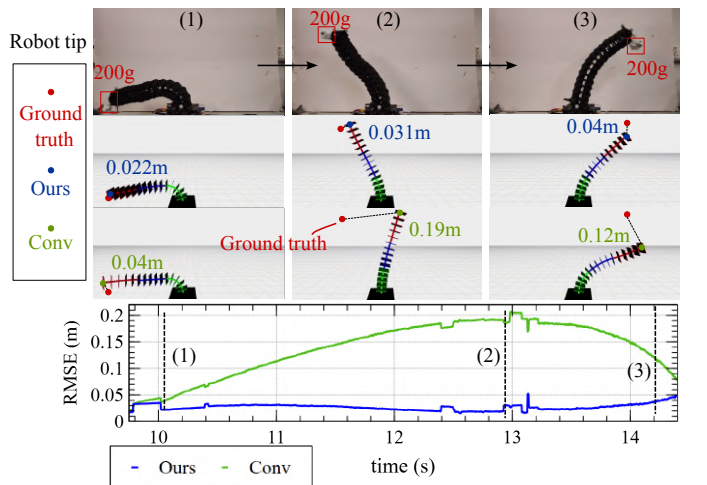 (1)
(2)
(3)
Robot tip
Ground
truth
Ours
Conv
200g
200g
200g
0.022m
0.031m
0.04m
0.04m
Ground truth
0.19m
0.12m
RMSE (m)
0.2
0.15
0.1
0.05
0
(1)
(2)
(3)
10
11
12
13
14
time (s)
Ours
Conv